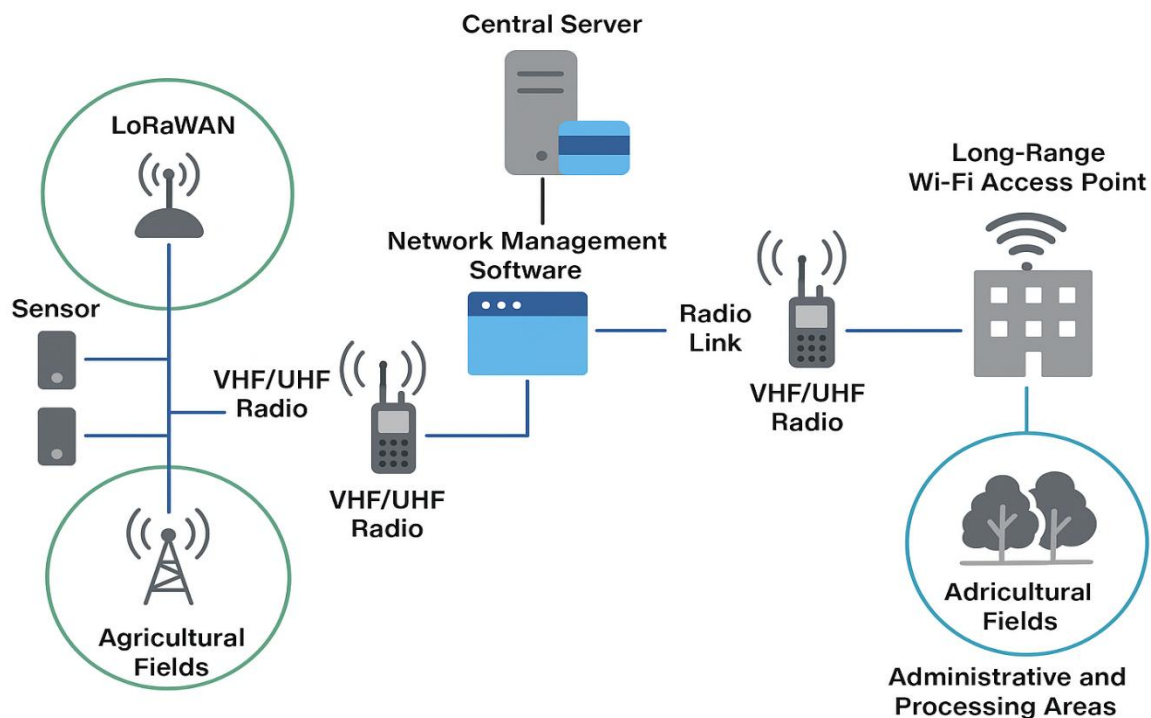 Central Server
LoRaWAN
Long-Range
Wi-Fi Access Point
Network Management
Software
Sensor
Radio
Link
VHF/UHF
Radio
VHF/UHF
Radio
VHF/UHF
Radio
Agricultural
Fields
Adricultural
Fields
Administrative and
Processing Areas